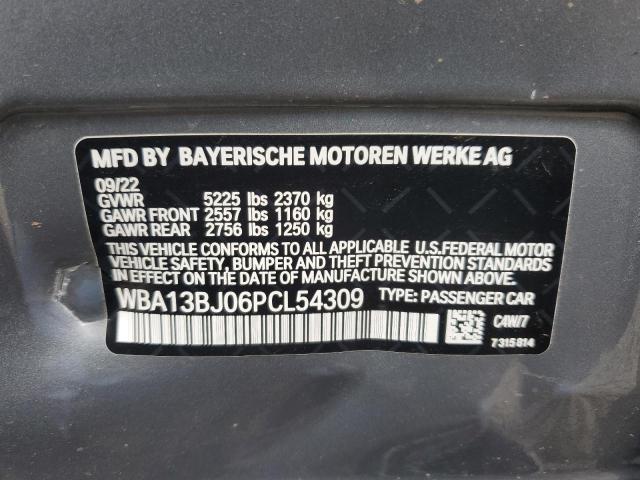 MFD BY BAYERISCHE MOTOREN WERKE AG
09/22
GVWR 5225 lbs 2370 kg
GAWR FRONT 2557 lbs 1160 kg
GAWR REAR 2756 lbs 1250 kg
THIS VEHICLE CONFORMS TO ALL APPLICABLE U.S.FEDERAL MOTOR
VEHICLE SAFETY, BUMPER AND THEFT PREVENTION STANDARDS
IN EFFECT ON THE DATE OF MANUFACTURE SHOWN ABOVE.
WBA13BJ06PCL54309 TYPE: PASSENGER CAR
C4W/7
7315814